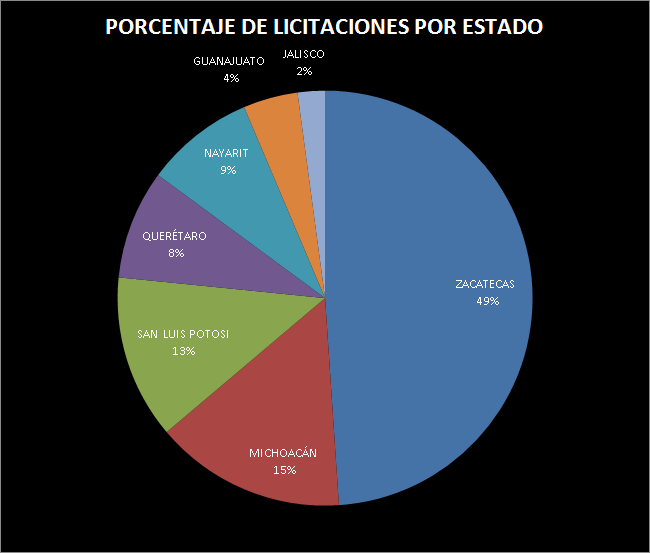 PORCENTAJE DE LICITACIONES POR ESTADO
JALISCO
2%
GUANAJUATO
4%
NAYARIT
9%
QUERÉTARO
8%
ZACATECAS
49%
SAN LUIS POTOSI
13%
MICHOACÁN
15%